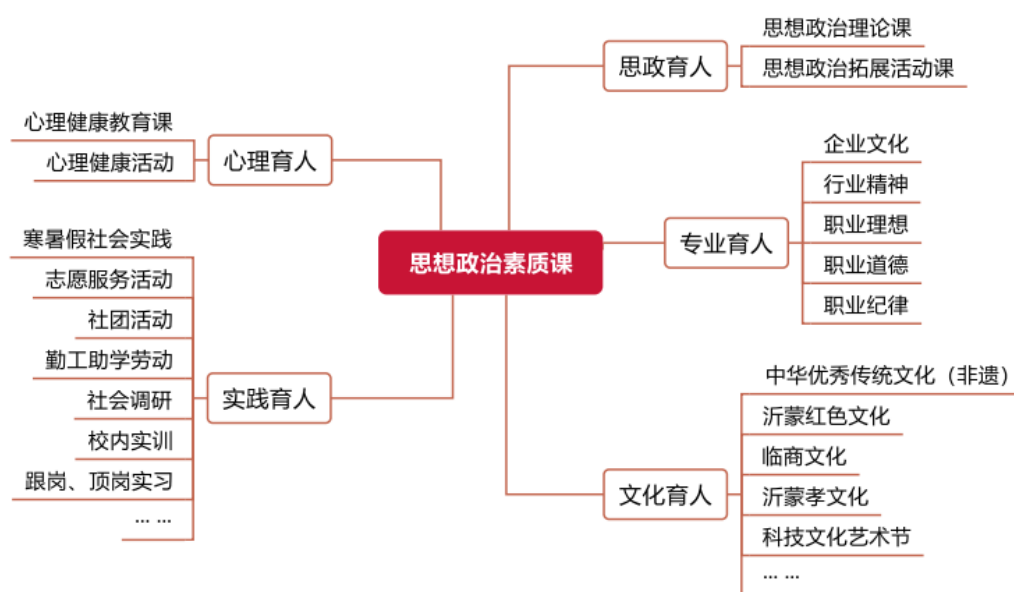 思想政治素质课
思政育人
思想政治理论课
思想政治拓展活动课
专业育人
企业文化
行业精神
职业理想
职业道德
职业纪律
文化育人
中华优秀传统文化（非遗）
沂蒙红色文化
临商文化
沂蒙孝文化
科技文化艺术节
... ...
心理育人
心理健康教育课
心理健康活动
实践育人
寒暑假社会实践
志愿服务活动
社团活动
勤工助学劳动
社会调研
校内实训
跟岗、顶岗实习
... ...